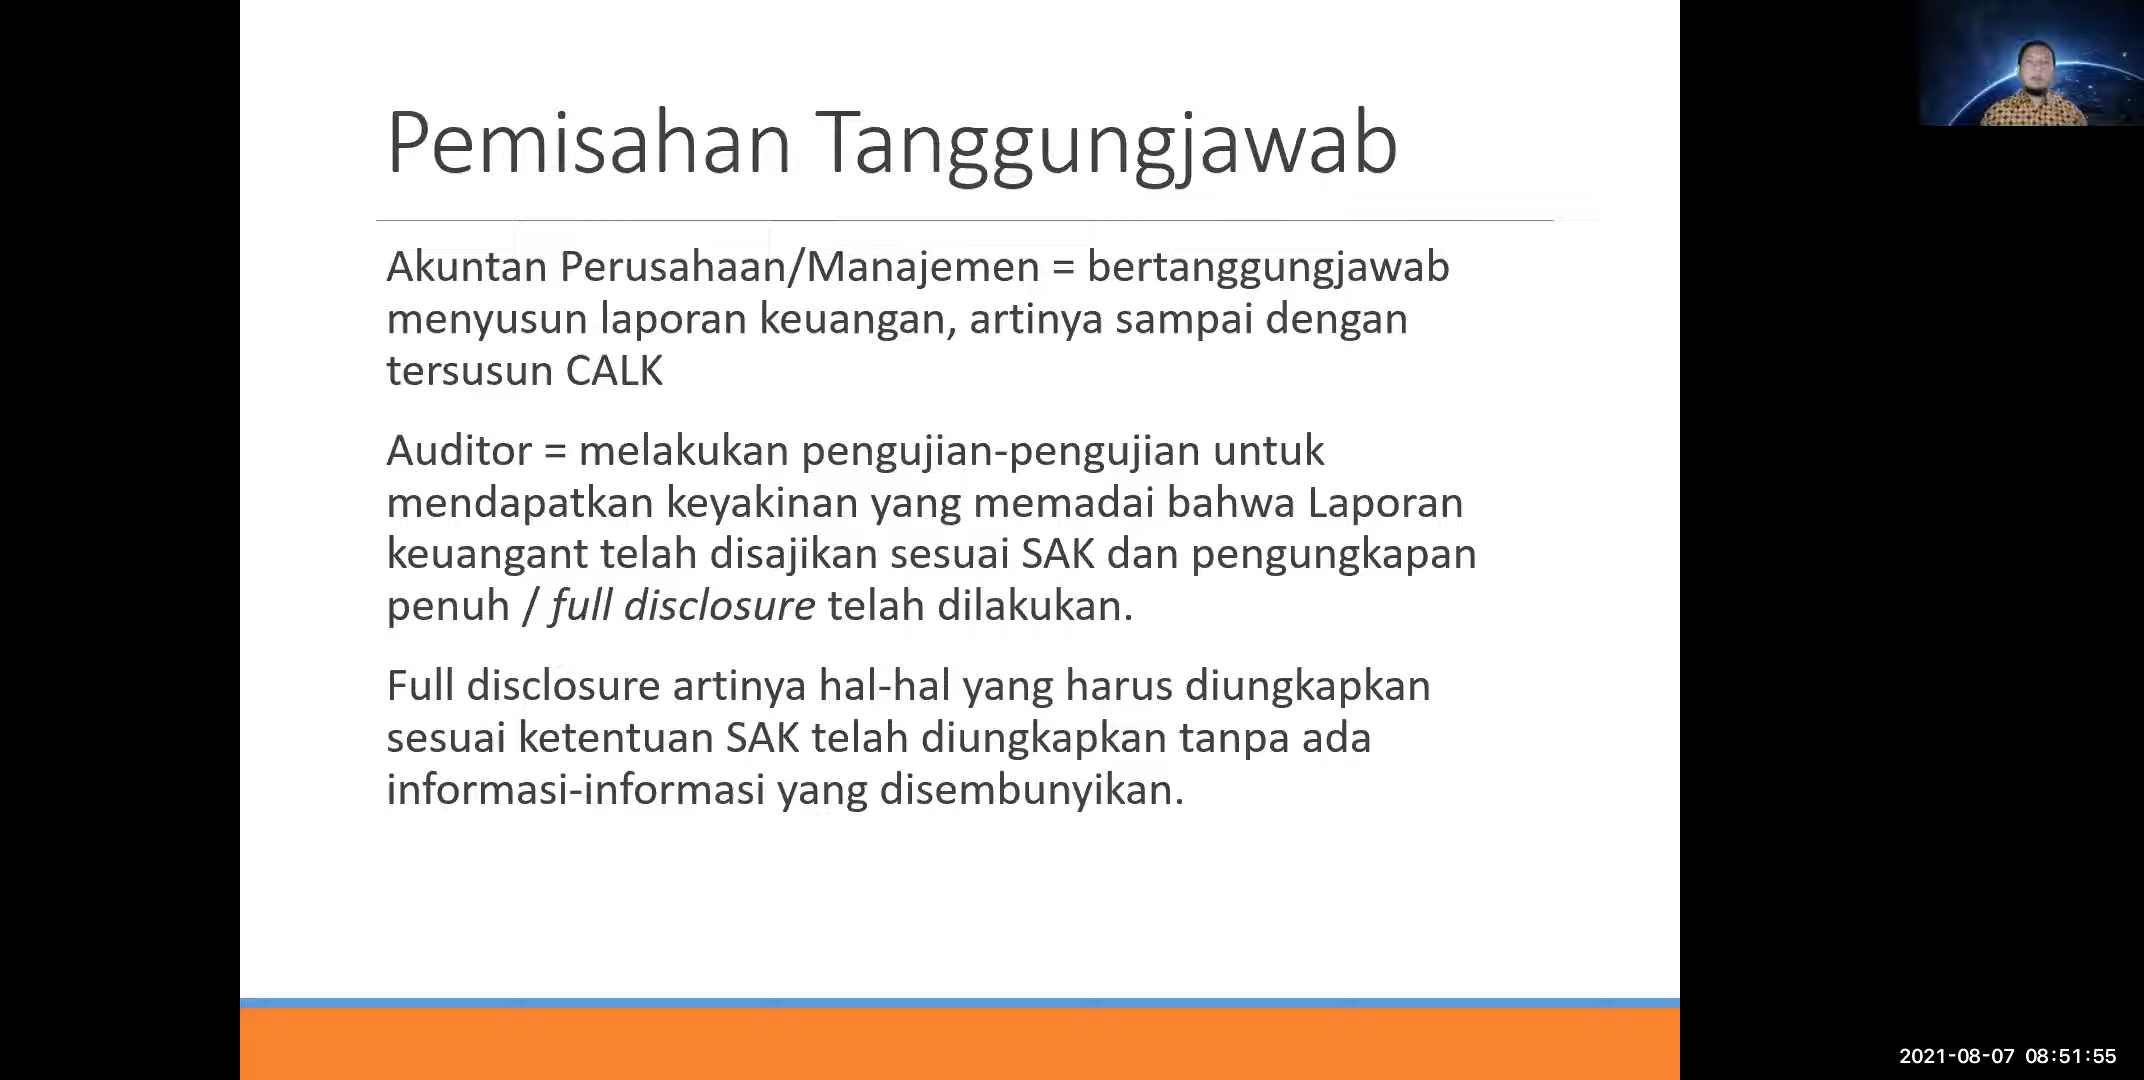 Pemisahan Tanggungjawab
Akuntan Perusahaan/Manajemen = bertanggungjawab
menyusun laporan keuangan, artinya sampai dengan
tersusun CALK
Auditor = melakukan pengujian-pengujian untuk
mendapatkan keyakinan yang memadai bahwa Laporan
keuangant telah disajikan sesuai SAK dan pengungkapan
penuh / full disclosure telah dilakukan.
Full disclosure artinya hal-hal yang harus diungkapkan
sesuai ketentuan SAK telah diungkapkan tanpa ada
informasi-informasi yang disembunyikan.
2021-08-07 08:51:55